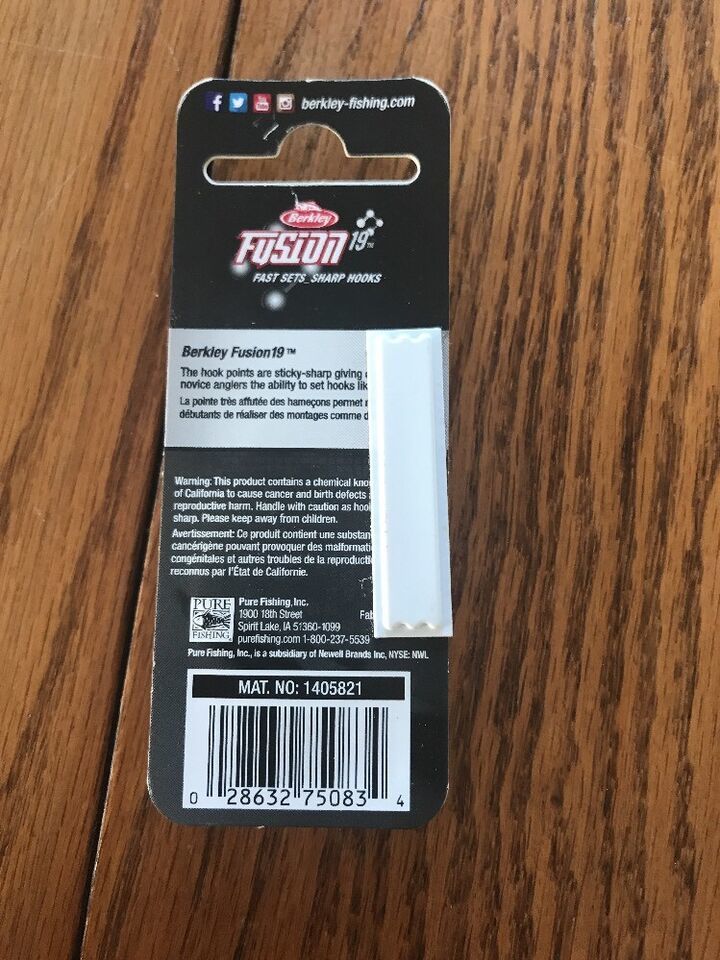 berkley-fishing.com
Berkley
FUSION 19™
FAST SETS_SHARP HOOKS
Berkley Fusion19™
The hook points are sticky-sharp giving
novice anglers the ability to set hooks lik
La pointe très affutée des hameçons permet
débutants de réaliser des montages comme d
Warning: This product contains a chemical kno
of California to cause cancer and birth defects
reproductive harm. Handle with caution as hool
sharp. Please keep away from children.
Avertissement: Ce produit contient une substan
cancérigène pouvant provoquer des malformati
congénitales et autres troubles de la reproducti
reconnus par l'État de Californie.
PURE
FISHING
Pure Fishing, Inc.
1900 18th Street Fab
Spirit Lake, IA 51360-1099
purefishing.com 1-800-237-5539
Pure Fishing, Inc., is a subsidiary of Newell Brands Inc, NYSE: NWL
MAT. NO: 1405821
0 28632 75083 4